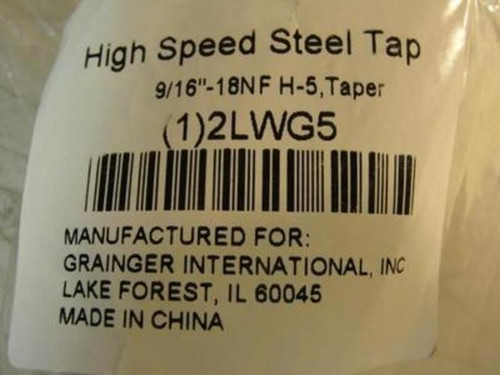 High Speed Steel Tap
9/16"-18NF H-5,Taper
(1)2LWG5
MANUFACTURED FOR:
GRAINGER INTERNATIONAL, INC
LAKE FOREST, IL 60045
MADE IN CHINA